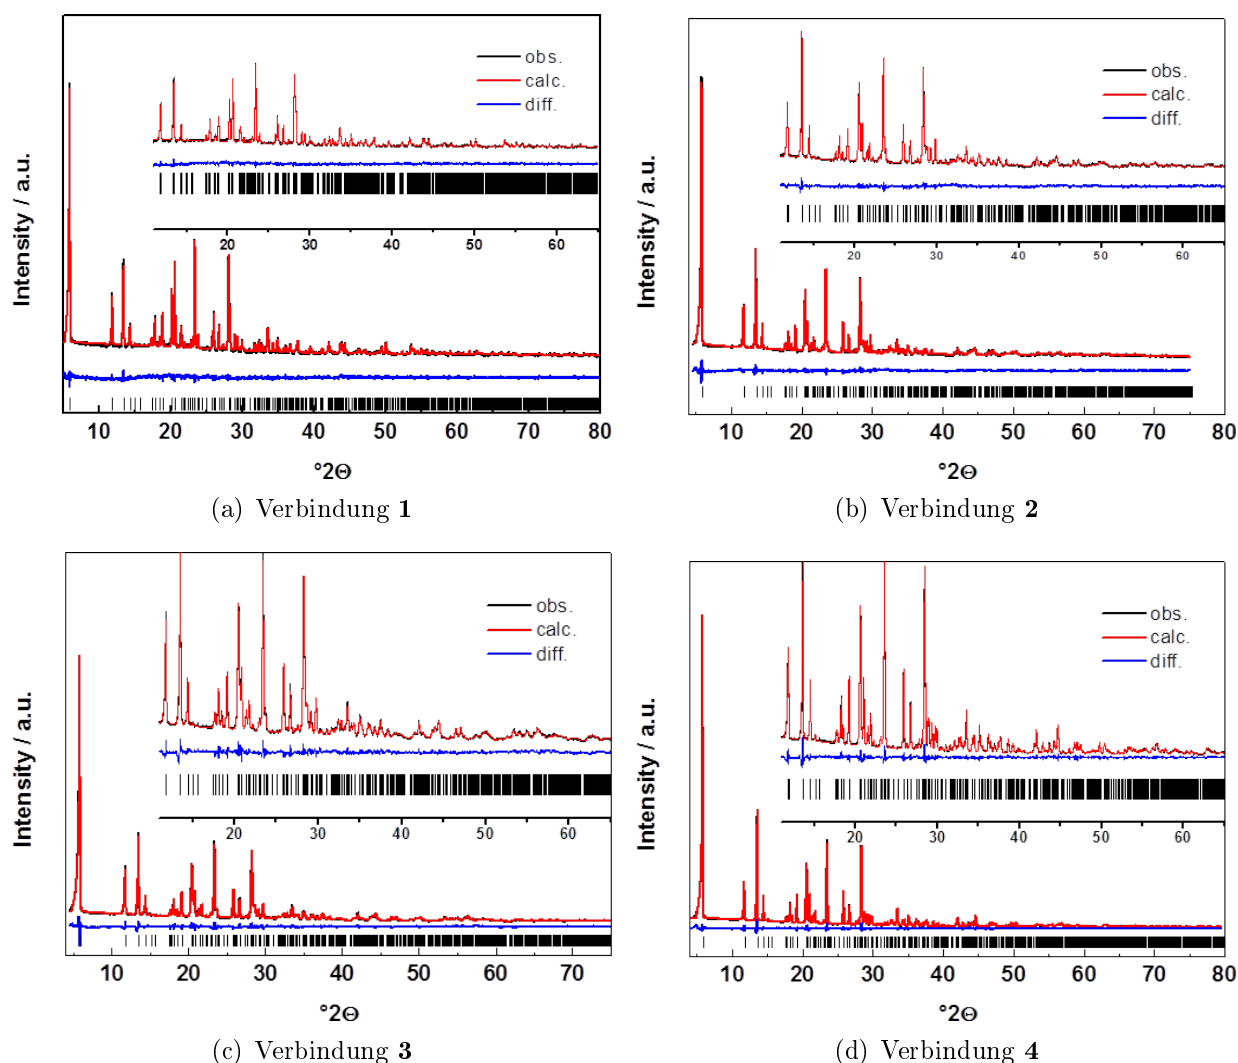 Intensity / a.u.
obs.
calc.
diff.
20 30 40 50 60
10 20 30 40 50 60 70 80
°2Θ
(a) Verbindung 1
Intensity / a.u.
obs.
calc.
diff.
20 30 40 50 60
10 20 30 40 50 60 70 80
°2Θ
(b) Verbindung 2
Intensity / a.u.
obs.
calc.
diff.
20 30 40 50 60
10 20 30 40 50 60 70
°2Θ
(c) Verbindung 3
Intensity / a.u.
obs.
calc.
diff.
20 30 40 50 60
10 20 30 40 50 60 70 80
°2Θ
(d) Verbindung 4